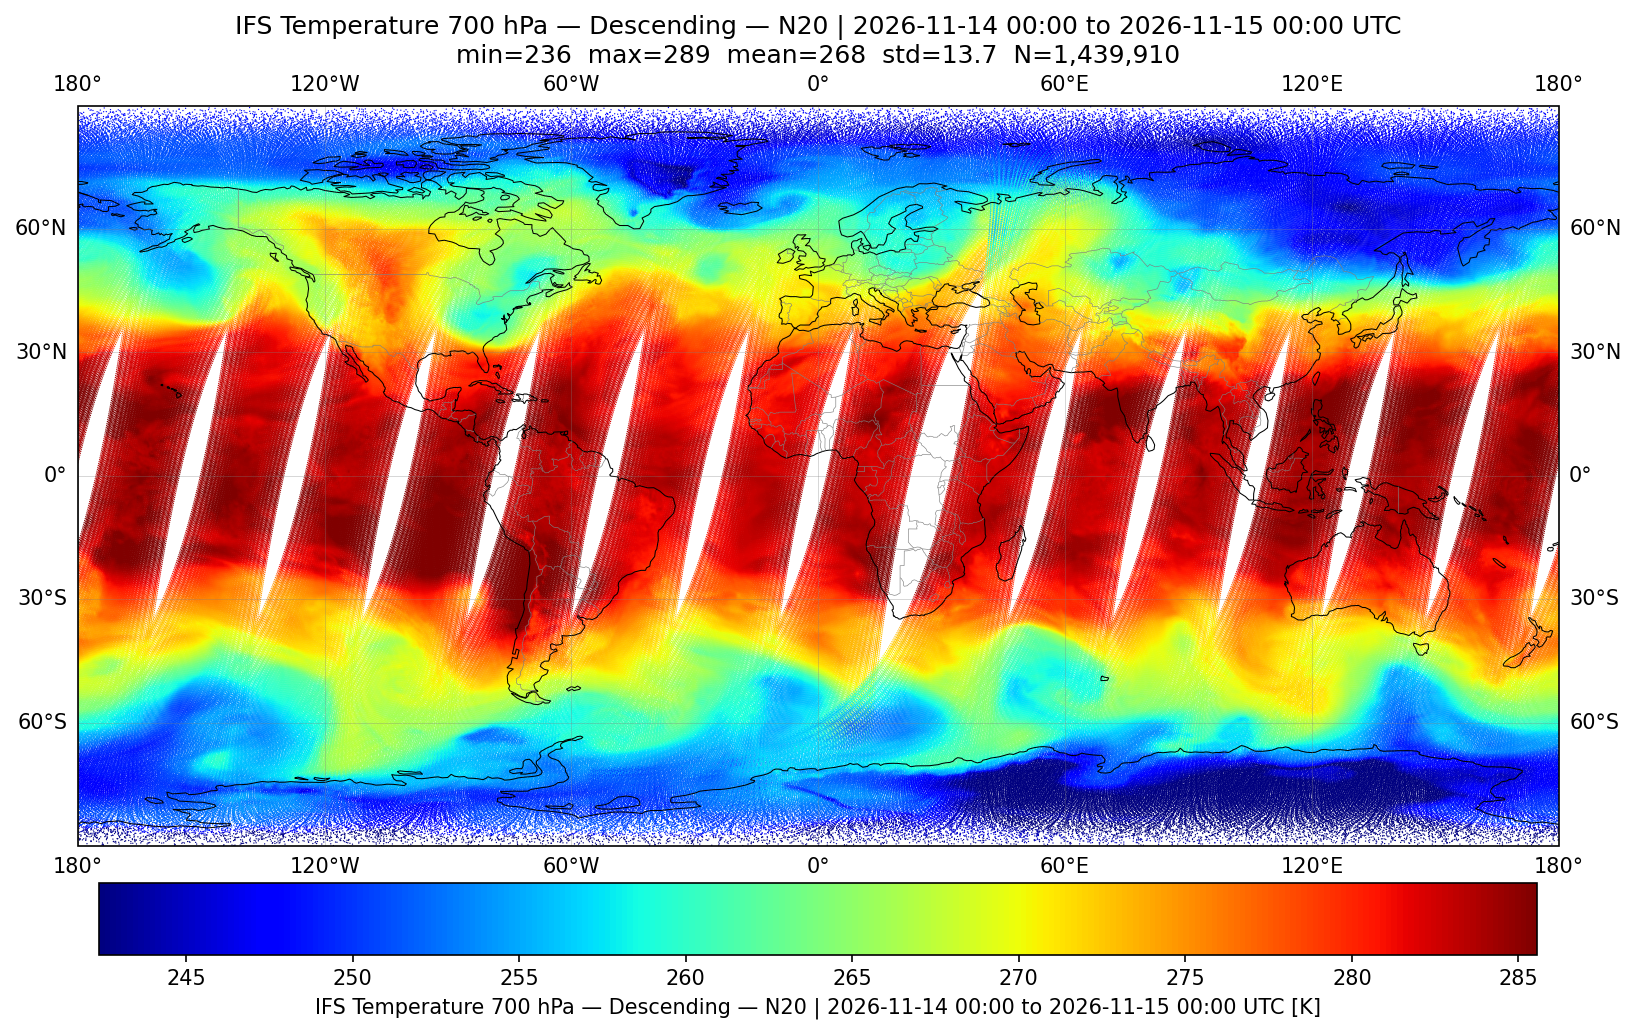 IFS Temperature 700 hPa — Descending — N20 | 2026-11-14 00:00 to 2026-11-15 00:00 UTC
min=236 max=289 mean=268 std=13.7 N=1,439,910
180° 120°W 60°W 0° 60°E 120°E 180°
60°N 60°N
30°N 30°N
0° 0°
30°S 30°S
60°S 60°S
180° 120°W 60°W 0° 60°E 120°E 180°
245 250 255 260 265 270 275 280 285
IFS Temperature 700 hPa — Descending — N20 | 2026-11-14 00:00 to 2026-11-15 00:00 UTC [K]